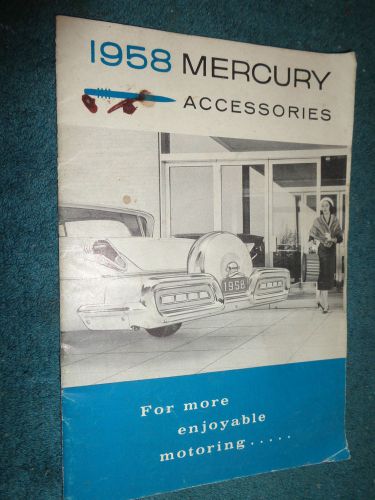 1958 MERCURY
ACCESSORIES
1958
For more
enjoyable
motoring.....